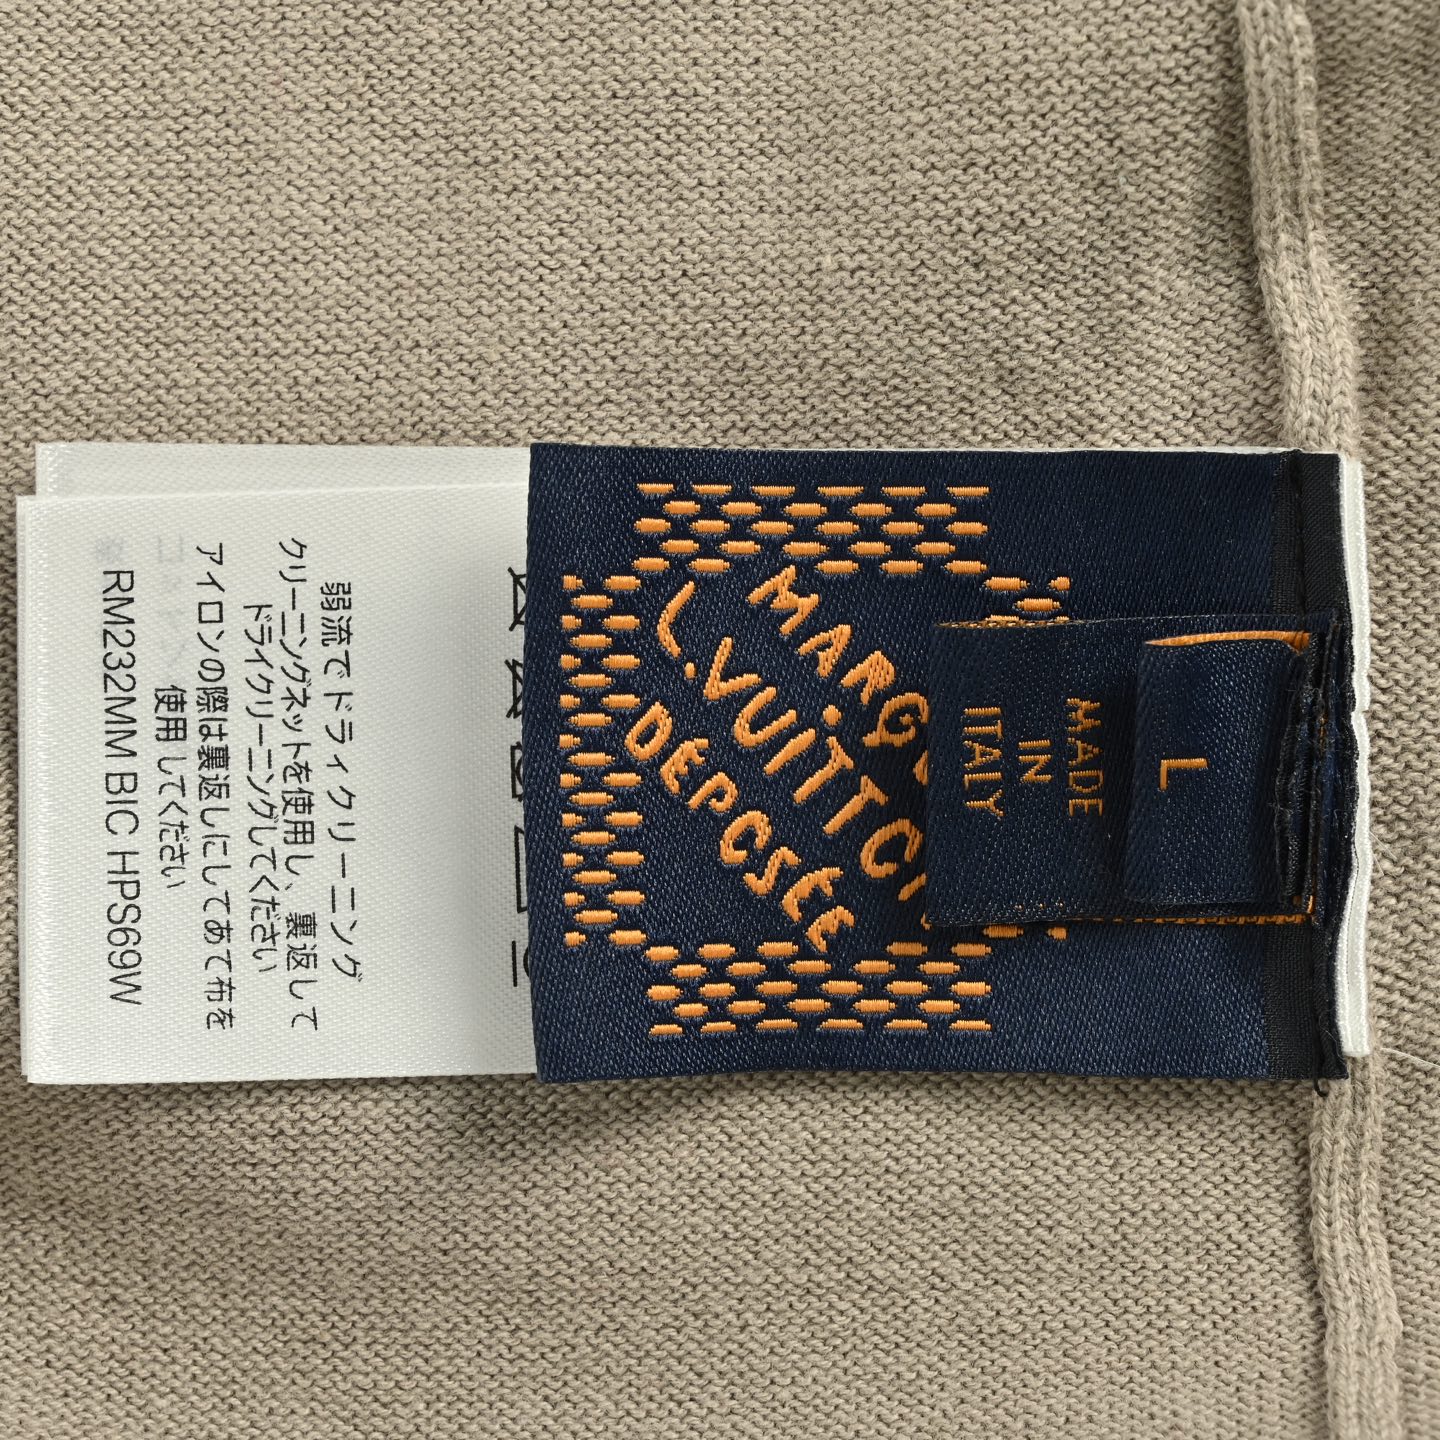 L
MADE
IN
ITALY
MARQ
L.VUITTON
DÉPOSÉE
弱流でドライクリーニング
クリーニングネットを使用し、裏返して
ドライクリーニングしてください
アイロンの際は裏返しにしてあて布を
使用してください
RM232MM BIC HPS69W